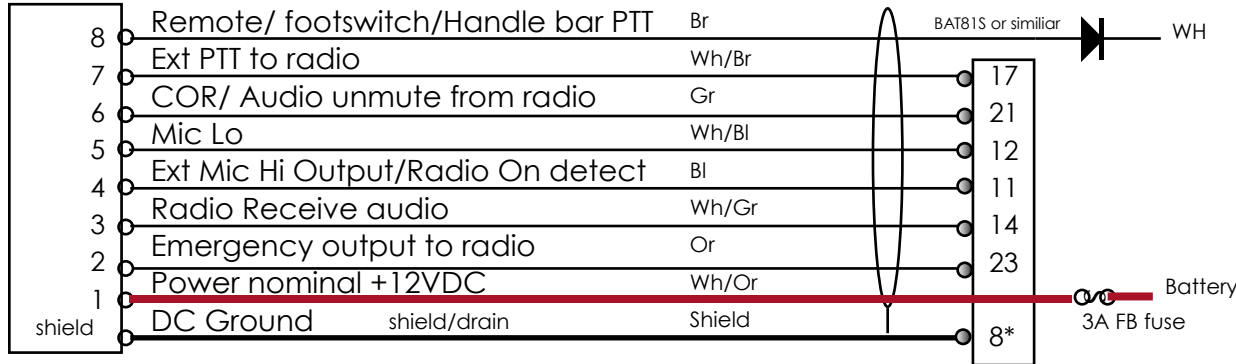 Remote/ footswitch/Handle bar PTT Br BAT81S or similiar WH
8
Ext PTT to radio Wh/Br
7 17
COR/ Audio unmute from radio Gr
6 21
Mic Lo Wh/Bl
5 12
Ext Mic Hi Output/Radio On detect Bl
4 11
Radio Receive audio Wh/Gr
3 14
Emergency output to radio Or
2 23
Power nominal +12VDC Wh/Or Battery
1
3A FB fuse
shield DC Ground shield/drain Shield 8*